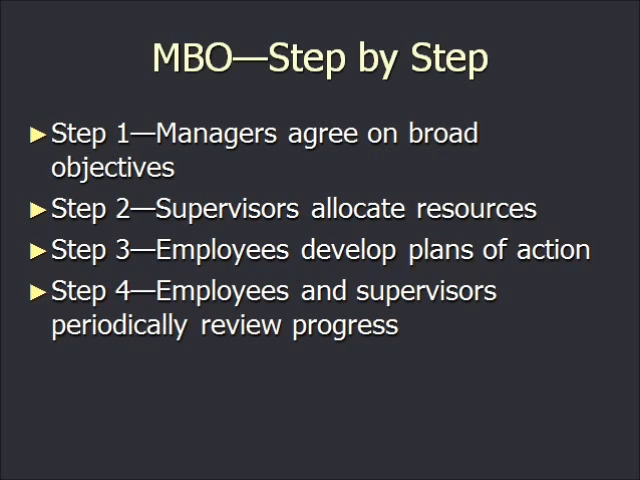 MBO—Step by Step
► Step 1—Managers agree on broad
objectives
► Step 2—Supervisors allocate resources
► Step 3—Employees develop plans of action
► Step 4—Employees and supervisors
periodically review progress